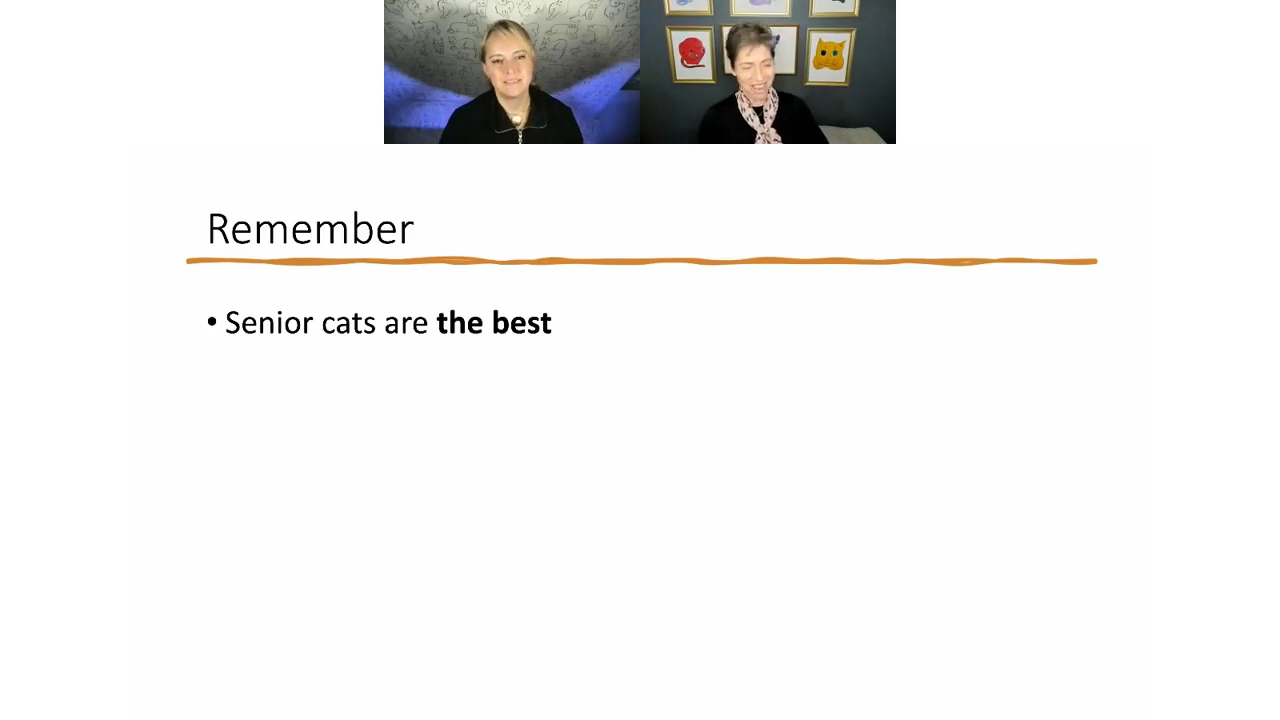 Remember
• Senior cats are the best